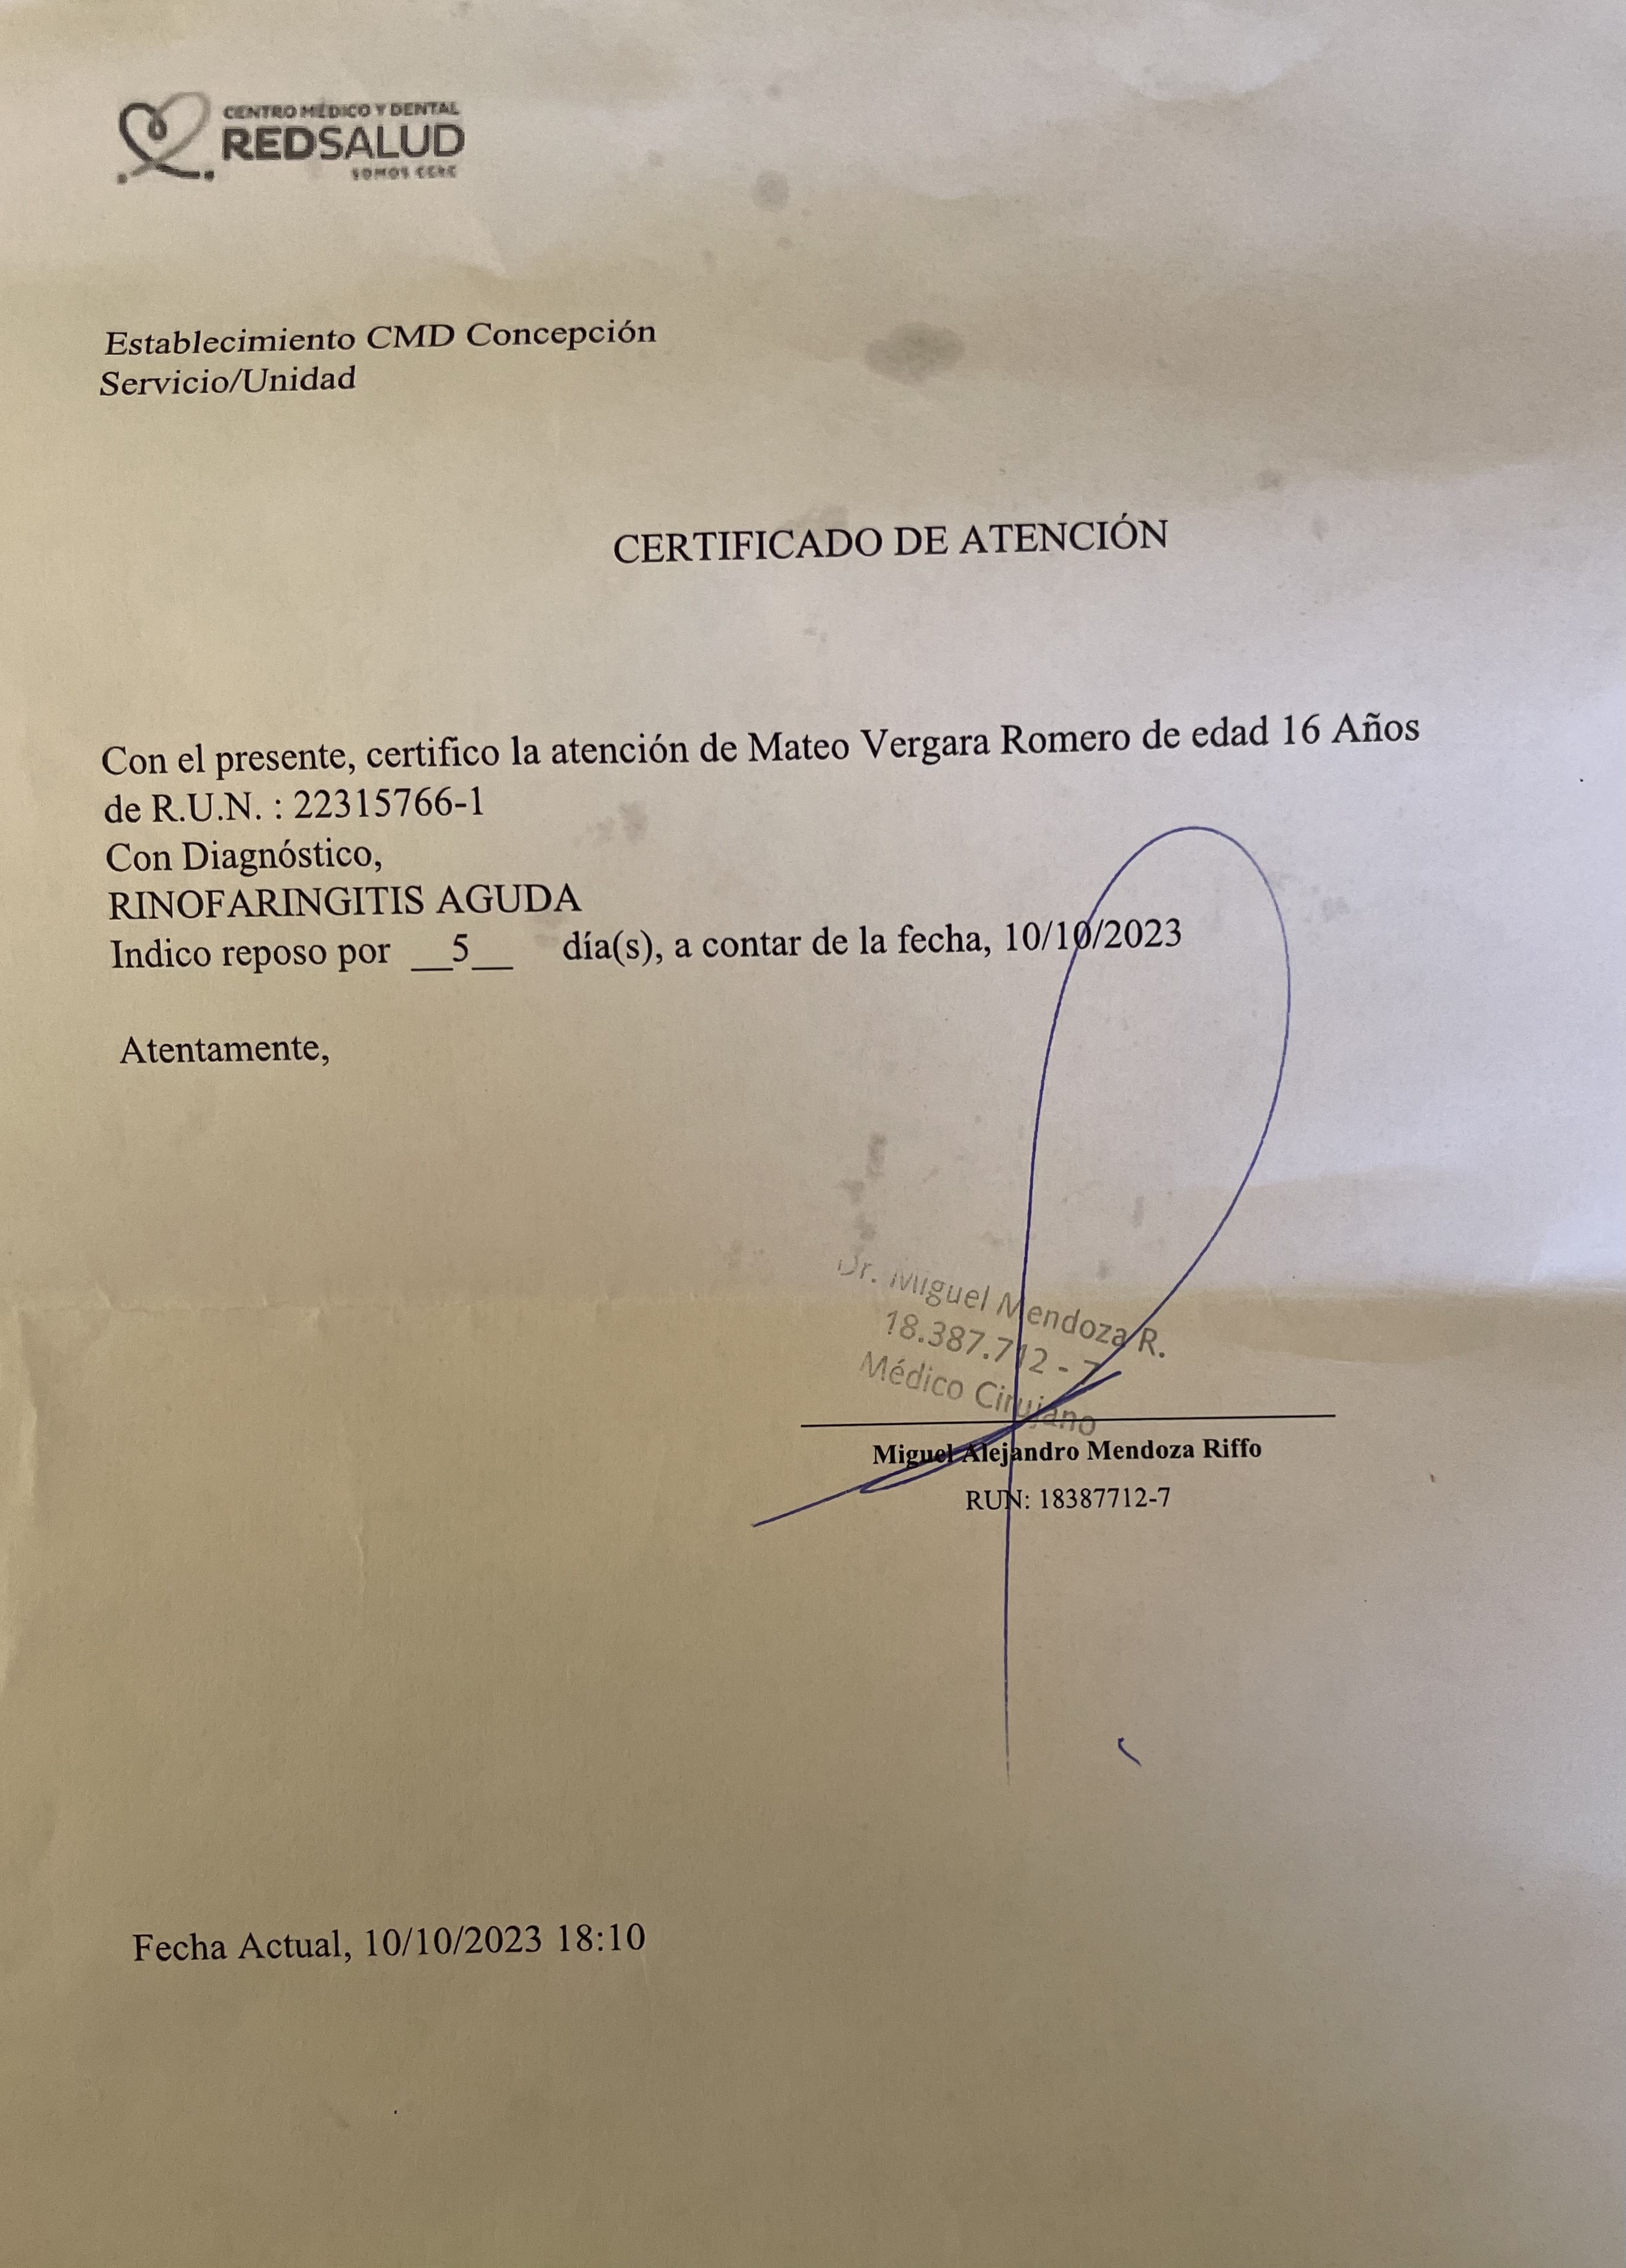 CENTRO MÉDICO Y DENTAL
REDSALUD
SOMOS CChC
Establecimiento CMD Concepción
Servicio/Unidad
CERTIFICADO DE ATENCIÓN
Con el presente, certifico la atención de Mateo Vergara Romero de edad 16 Años
de R.U.N. : 22315766-1
Con Diagnóstico,
RINOFARINGITIS AGUDA
Indico reposo por __5__ día(s), a contar de la fecha, 10/10/2023
Atentamente,
Dr. Miguel Mendoza R.
18.387.712 - 7
Médico Cirujano
Miguel Alejandro Mendoza Riffo
RUN: 18387712-7
Fecha Actual, 10/10/2023 18:10